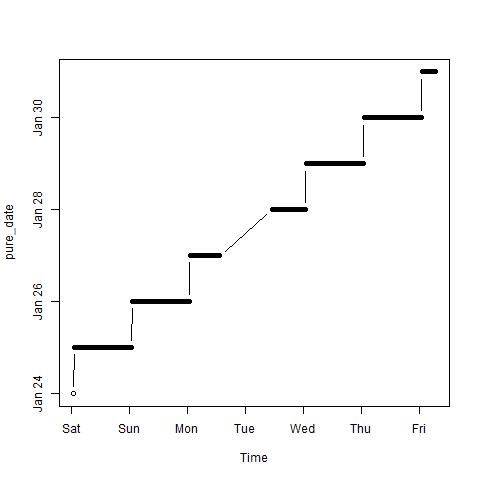 pure_date
Jan 30
Jan 28
Jan 26
Jan 24
Sat Sun Mon Tue Wed Thu Fri
Time